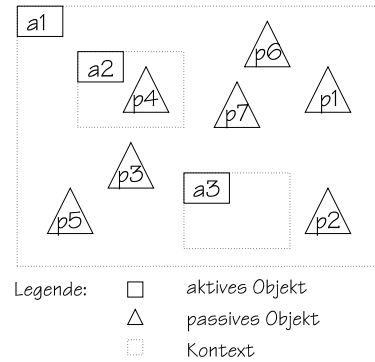 a1
p6
a2
p4
p7
p1
p3
a3
p5
p2
Legende:
aktives Objekt
passives Objekt
Kontext